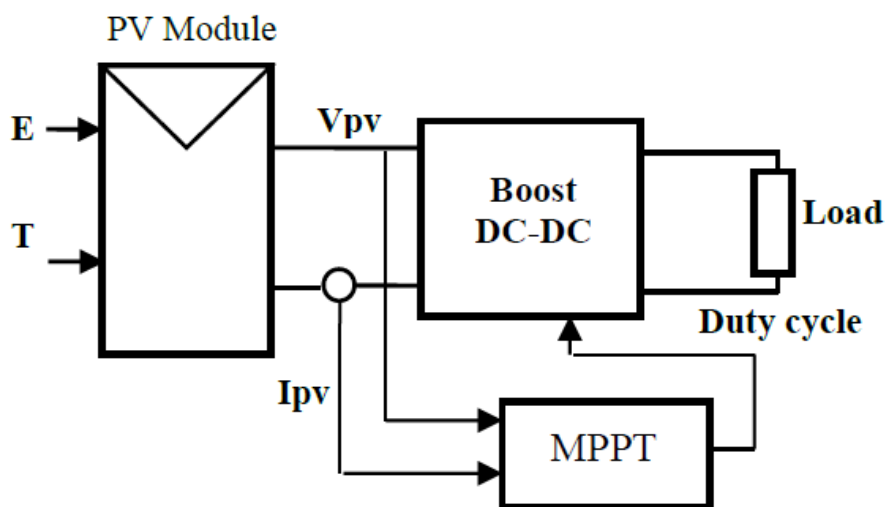 PV Module
E
Vpv
Boost
DC-DC
Load
T
Duty cycle
Ipv
MPPT